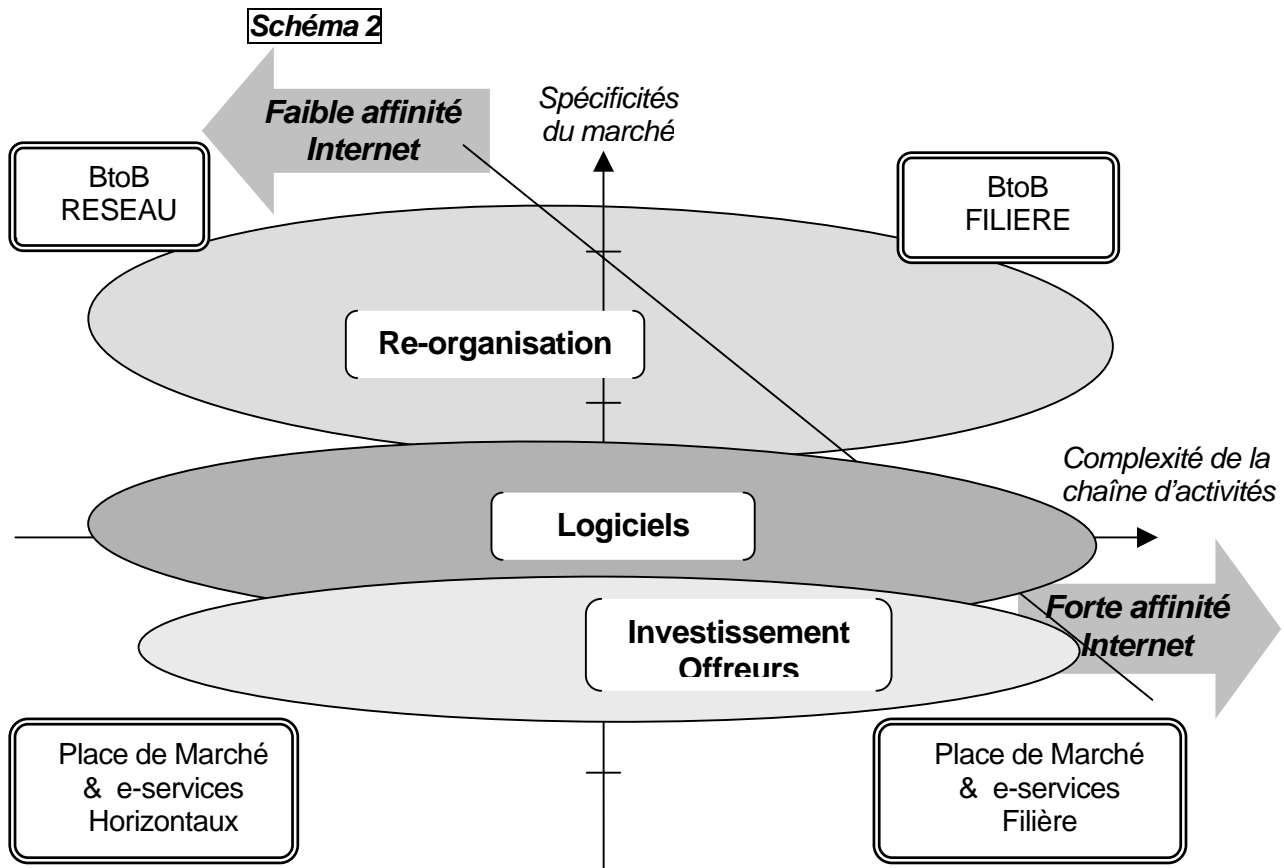 Schéma 2
Faible affinité
Internet
Spécificités
du marché
BtoB
RESEAU
BtoB
FILIERE
Re-organisation
Complexité de la
chaîne d'activités
Logiciels
Forte affinité
Internet
Investissement
Offreurs
Place de Marché
& e-services
Horizontaux
Place de Marché
& e-services
Filière